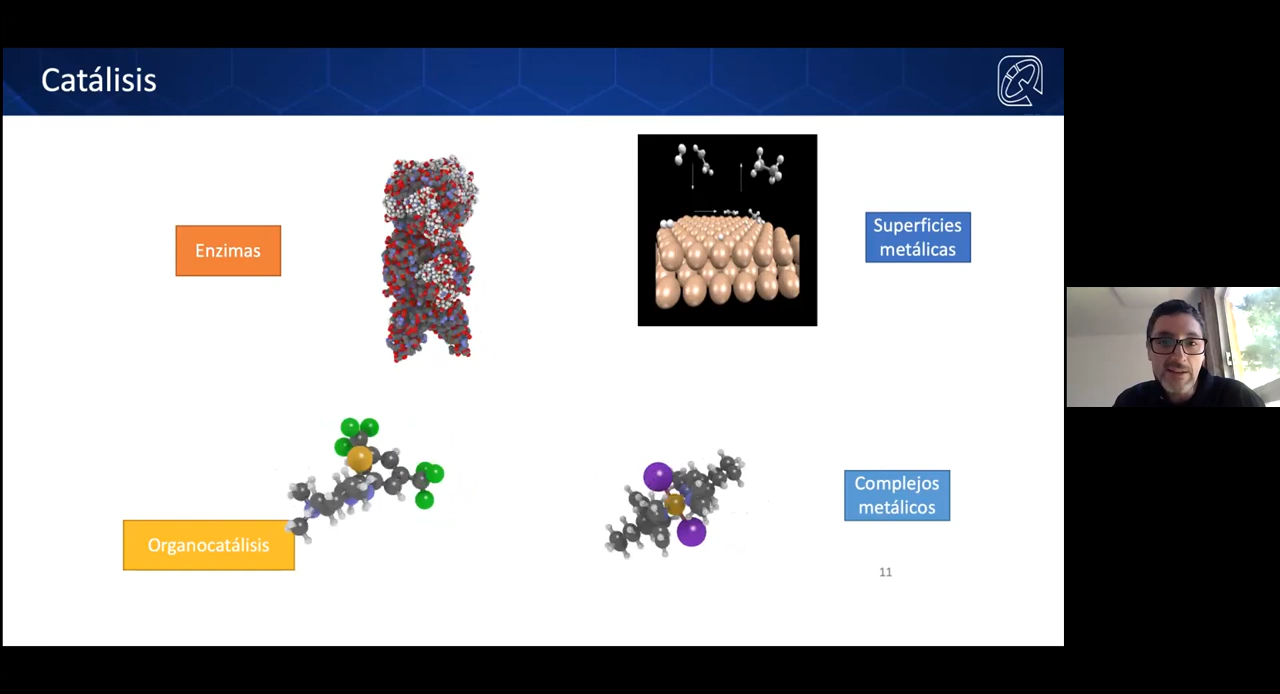 Catálisis
Enzimas
Superficies
metálicas
Organocatálisis
Complejos
metálicos
11